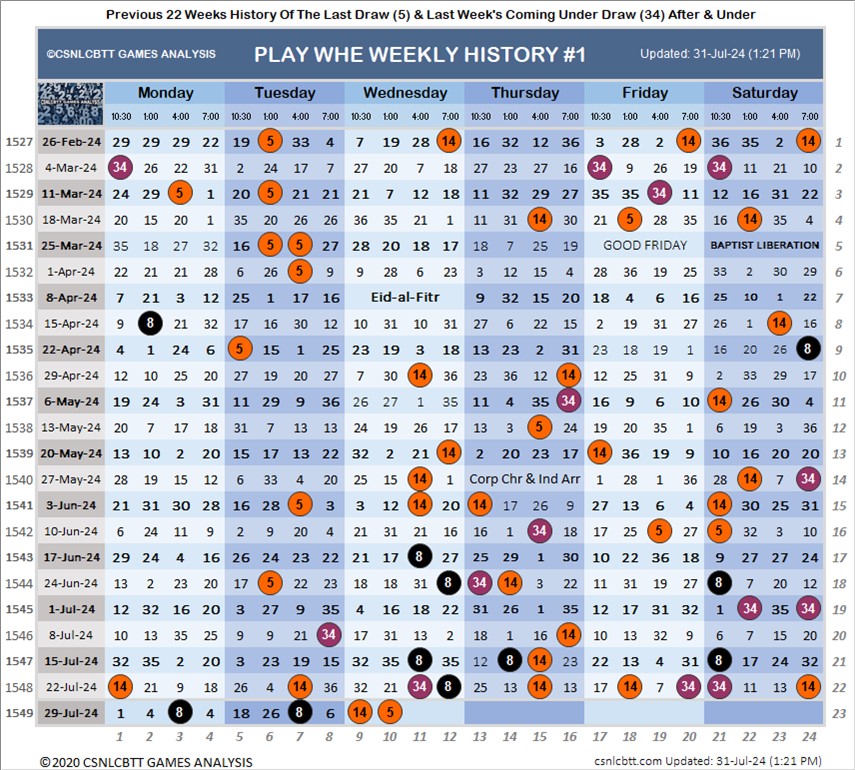 Previous 22 Weeks History Of The Last Draw (5) & Last Week's Coming Under Draw (34) After & Under
©CSNLCBTT GAMES ANALYSIS PLAY WHE WEEKLY HISTORY #1 Updated: 31-Jul-24 (1:21 PM)
Monday Tuesday Wednesday Thursday Friday Saturday
10:30 1:00 4:00 7:00 10:30 1:00 4:00 7:00 10:30 1:00 4:00 7:00 10:30 1:00 4:00 7:00 10:30 1:00 4:00 7:00 10:30 1:00 4:00 7:00
1527 26-Feb-24 29 29 29 22 19 5 33 4 7 19 28 14 16 32 12 36 3 28 2 14 36 35 2 14 1
1528 4-Mar-24 34 26 22 31 2 24 17 7 27 20 7 18 27 23 27 16 34 9 26 19 34 11 21 10 2
1529 11-Mar-24 24 29 5 1 20 5 21 21 21 7 12 18 11 32 29 27 35 35 34 11 12 16 31 22 3
1530 18-Mar-24 20 15 20 1 35 20 26 26 36 35 21 1 11 31 14 30 21 5 28 35 16 14 35 4 4
1531 25-Mar-24 35 18 27 32 16 5 5 27 28 20 18 17 18 7 25 19 GOOD FRIDAY BAPTIST LIBERATION 5
1532 1-Apr-24 22 21 21 28 6 26 5 9 9 28 6 23 3 12 15 4 28 36 19 25 33 2 30 29 6
1533 8-Apr-24 7 21 3 12 25 1 17 16 Eid-al-Fitr 9 32 15 20 18 4 6 16 25 10 1 22 7
1534 15-Apr-24 9 8 21 32 17 16 30 12 10 31 10 31 27 6 22 15 2 19 31 27 26 1 14 16 8
1535 22-Apr-24 4 1 24 6 5 15 1 25 23 19 3 18 13 23 2 31 23 18 19 1 16 20 26 8 9
1536 29-Apr-24 12 10 25 20 27 19 20 27 7 30 14 36 23 36 12 14 12 25 31 9 2 33 29 17 10
1537 6-May-24 19 24 3 31 11 29 9 36 26 27 1 35 11 4 35 34 16 9 6 10 14 26 30 4 11
1538 13-May-24 20 7 17 18 31 7 13 13 24 19 26 17 13 3 5 24 19 20 35 1 6 19 3 36 12
1539 20-May-24 13 10 2 20 15 17 13 22 32 2 21 14 2 20 23 17 14 36 19 9 10 16 20 20 13
1540 27-May-24 28 19 15 12 6 33 4 20 25 15 14 1 Corp Chr & Ind Arr 1 28 1 36 28 14 7 34 14
1541 3-Jun-24 21 31 30 28 16 28 5 3 3 12 14 20 14 17 26 9 27 13 6 4 14 30 25 31 15
1542 10-Jun-24 6 24 11 9 2 6 20 4 21 31 21 16 16 1 34 18 24 19 5 26 5 32 3 10 16
1543 17-Jun-24 29 24 4 16 26 24 23 22 21 17 8 27 25 29 1 30 10 22 36 18 9 27 27 24 17
1544 24-Jun-24 13 2 23 20 17 5 22 23 18 18 31 8 34 14 3 22 11 31 19 27 8 7 20 12 18
1545 1-Jul-24 12 32 16 20 3 27 9 35 4 16 18 22 31 26 1 35 12 17 31 32 1 34 35 34 19
1546 8-Jul-24 10 13 35 25 9 9 21 34 17 31 13 2 18 1 16 14 10 13 32 9 6 7 15 20 20
1547 15-Jul-24 32 35 2 20 3 23 19 15 32 35 8 35 12 8 14 23 22 13 4 31 8 17 24 32 21
1548 22-Jul-24 14 21 9 18 26 4 14 36 32 21 34 8 25 13 14 13 17 14 7 34 34 11 13 14 22
1549 29-Jul-24 1 4 8 4 18 26 8 6 14 5 23
1 2 3 4 5 6 7 8 9 10 11 12 13 14 15 16 17 18 19 20 21 22 23 24
©2020 CSNLCBTT GAMES ANALYSIS csnlcbtt.com Updated: 31-Jul-24 (1:21 PM)